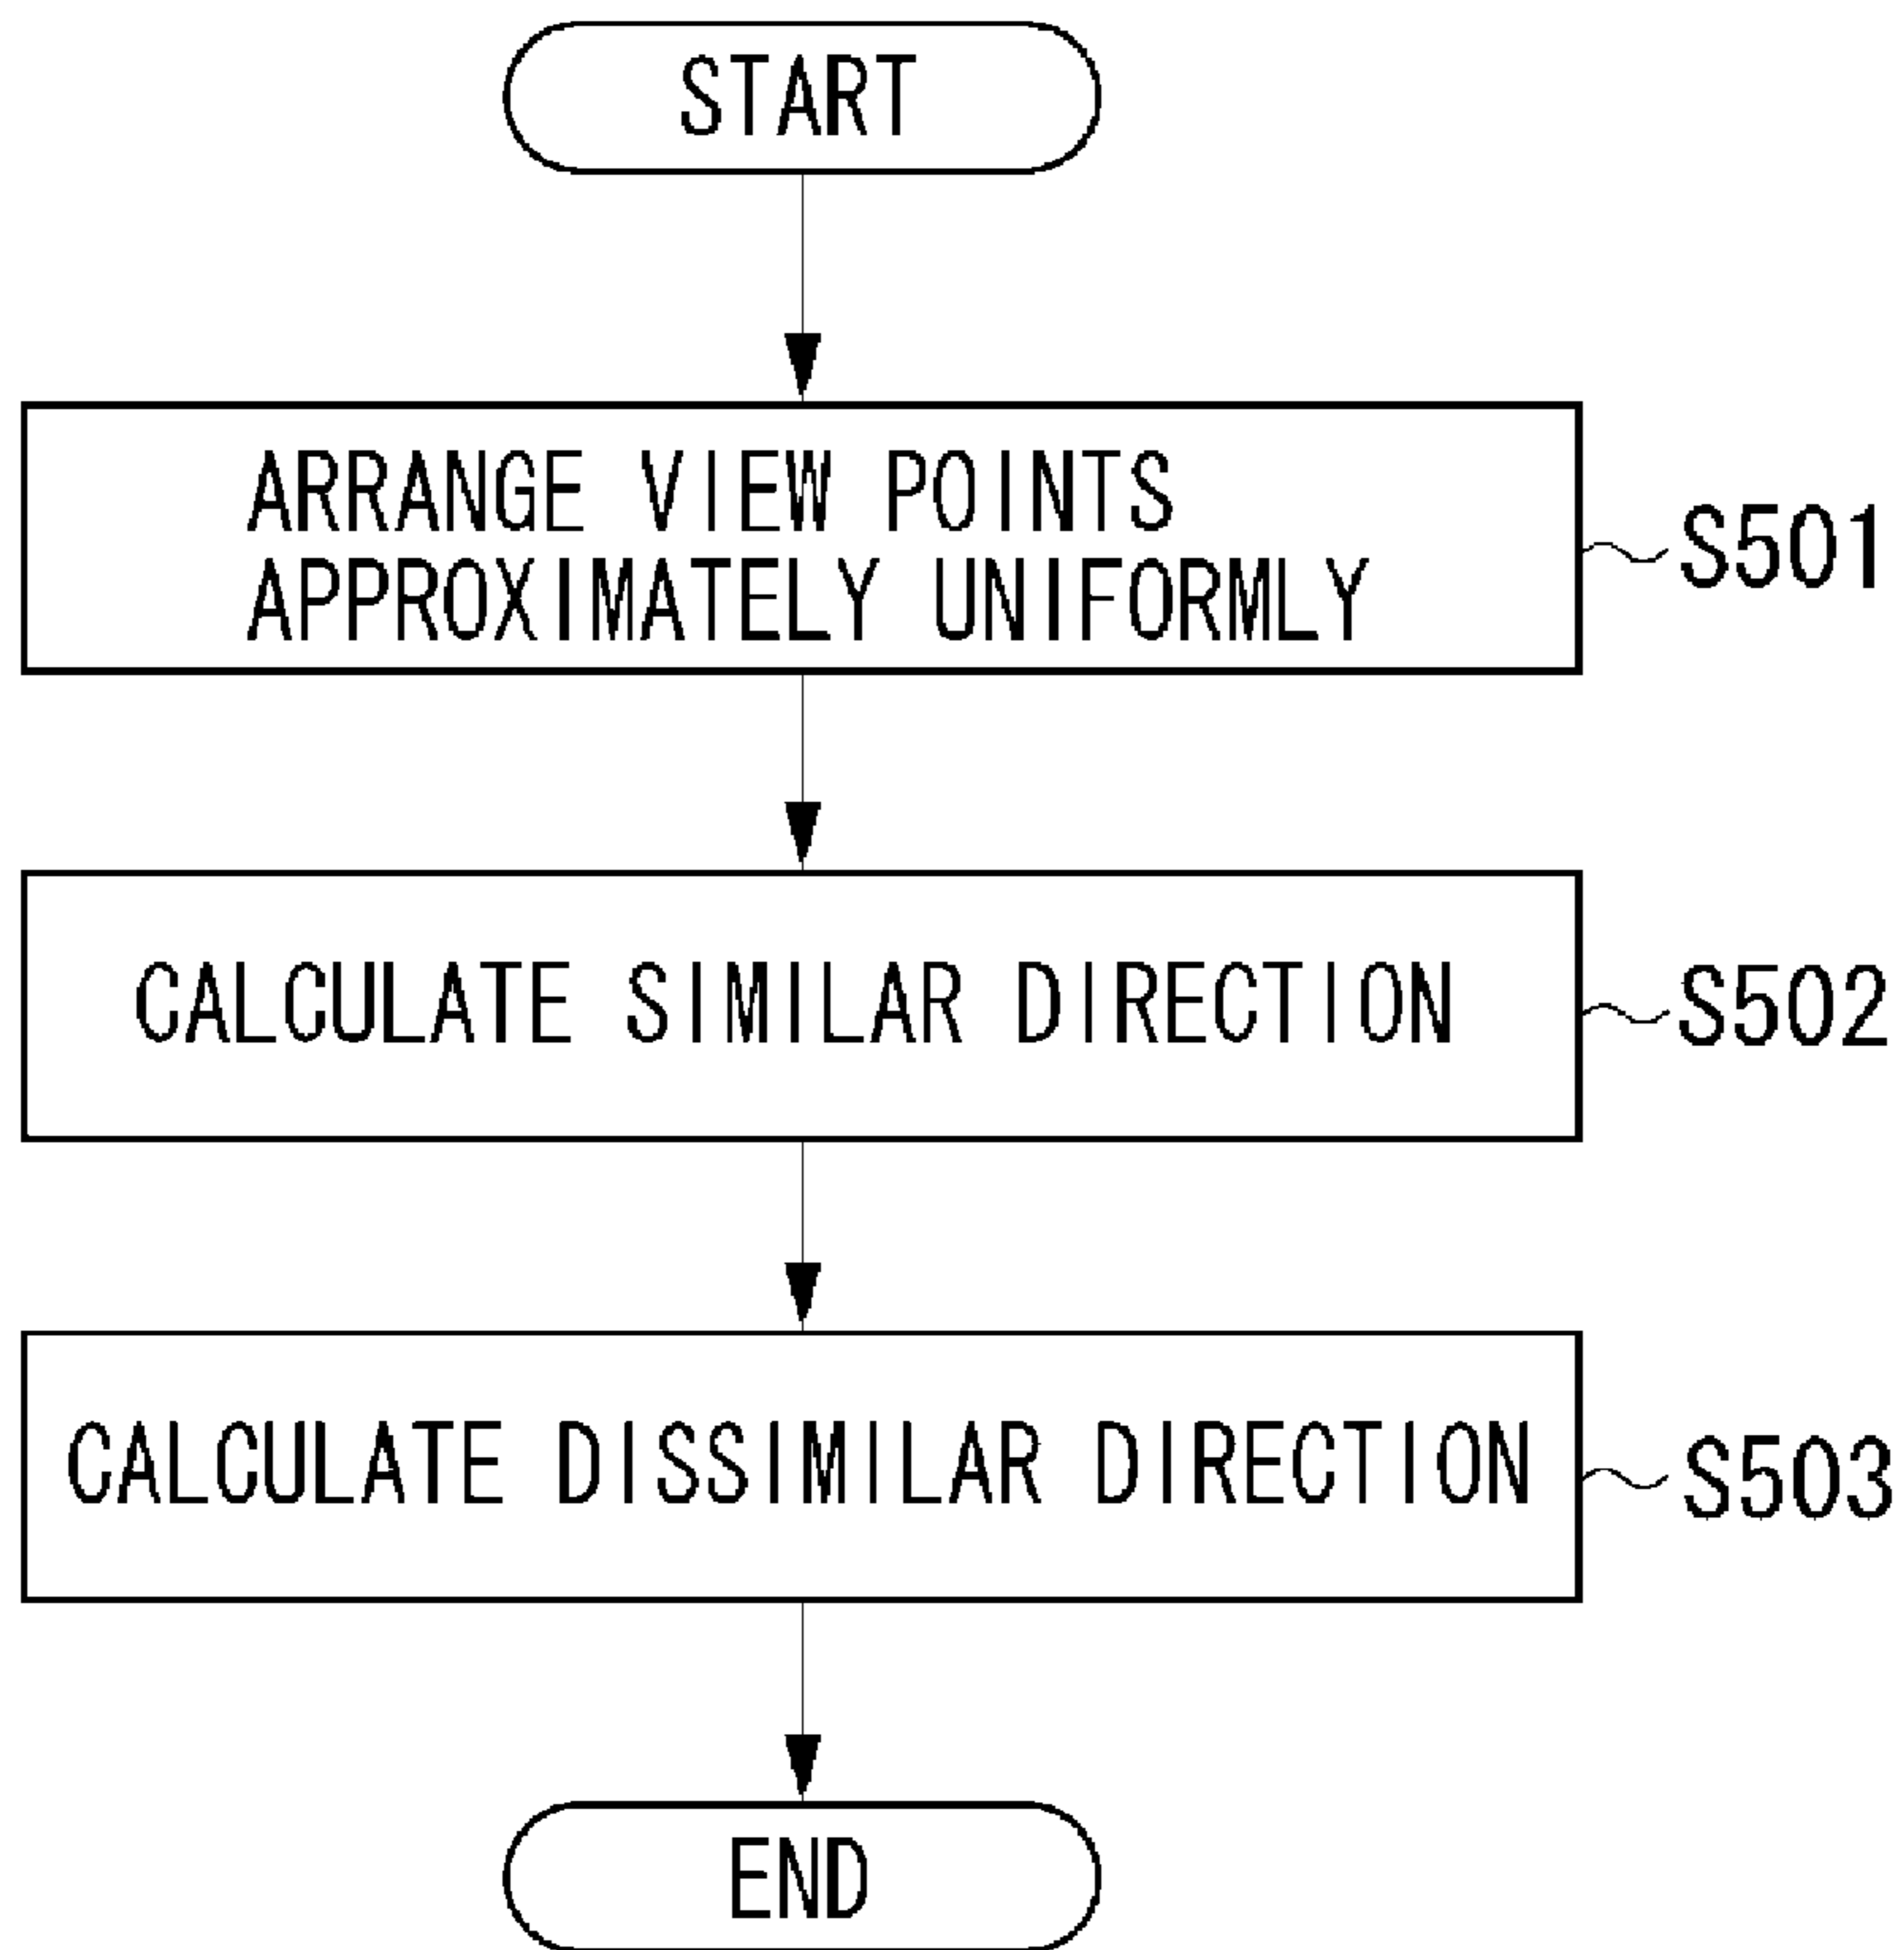 START
ARRANGE VIEW POINTS
APPROXIMATELY UNIFORMLY
S501
CALCULATE SIMILAR DIRECTION
S502
CALCULATE DISSIMILAR DIRECTION
S503
END